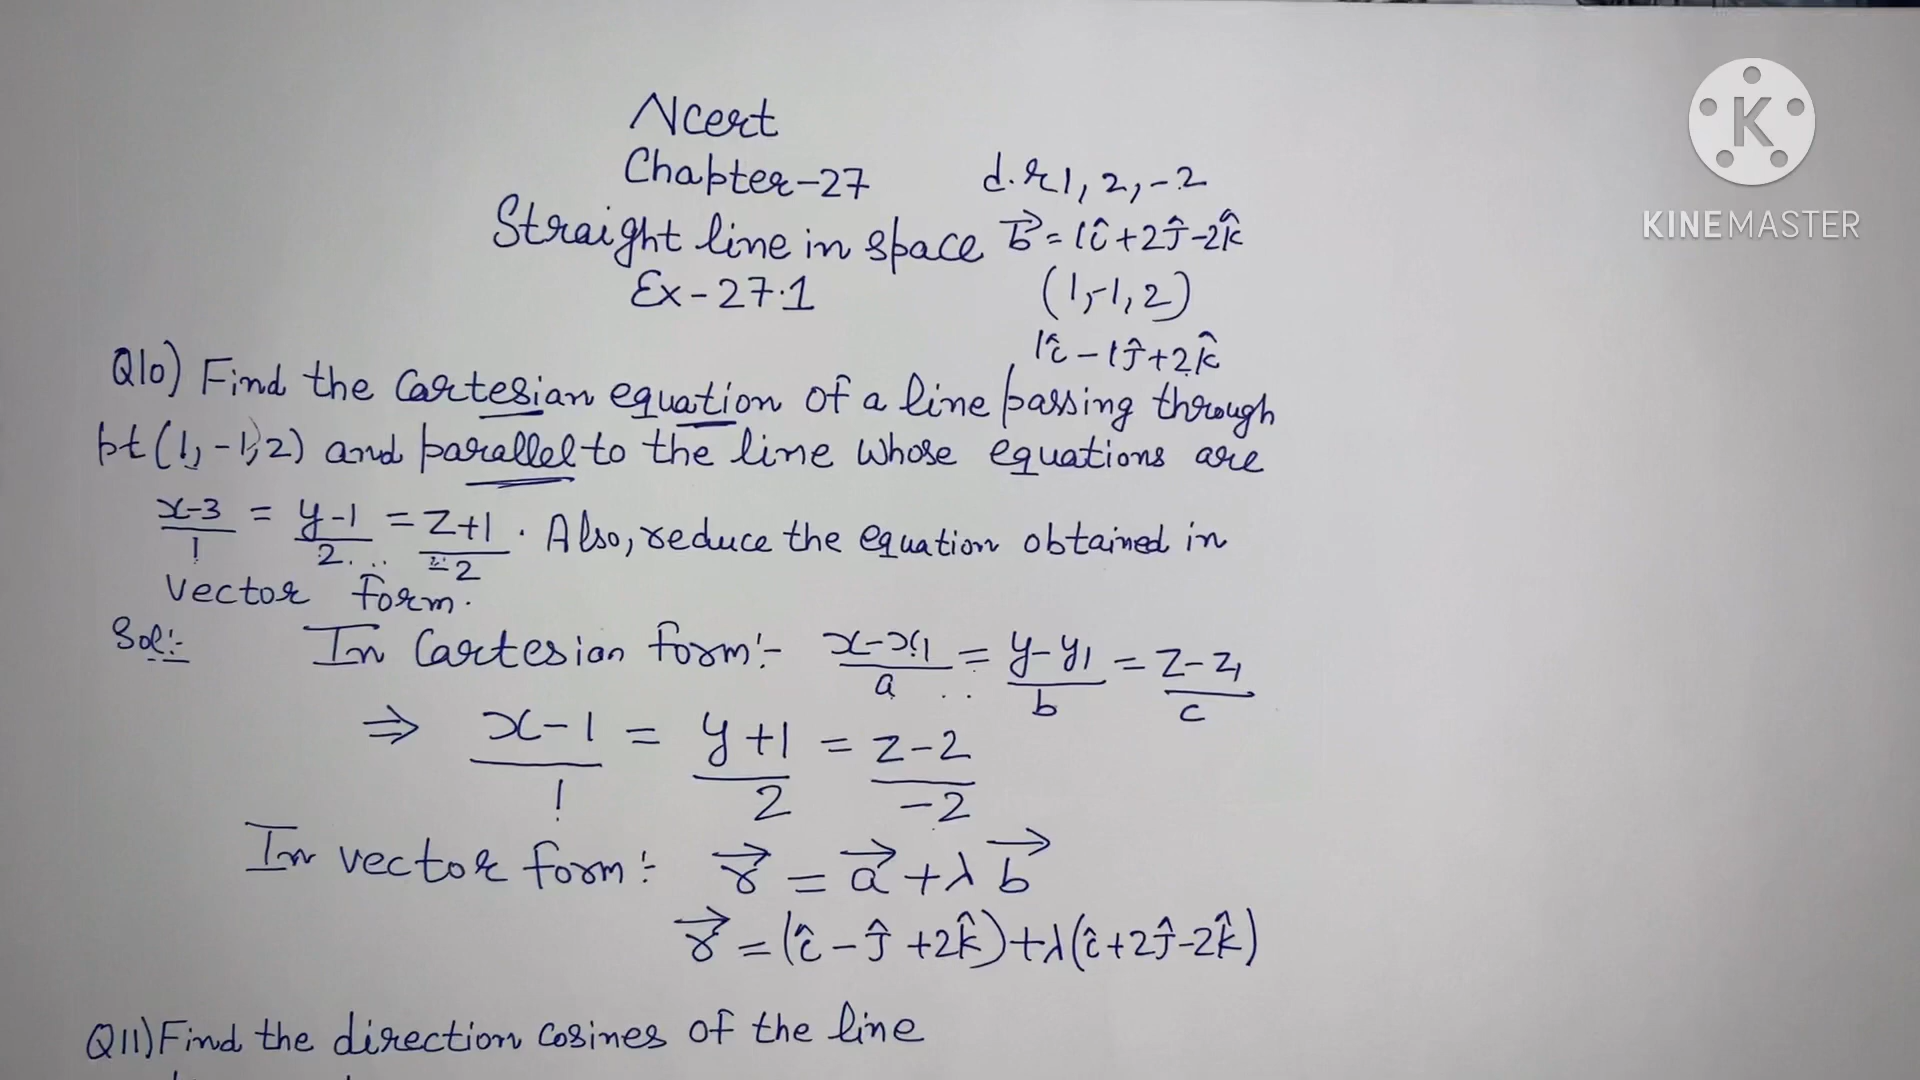 Ncert
Chapter-27
Straight line in space
Ex-27.1
d.r 1, 2, -2
b⃗ = 1î+2ĵ-2k̂
(1,-1,2)
1î-1ĵ+2k̂
K
KINEMASTER
Q10) Find the Cartesian equation of a line passing through
pt (1, -1, 2) and parallel to the line whose equations are
x-3/1 = y-1/2 = z+1/-2 . Also, reduce the equation obtained in
vector form.
Sol:- In Cartesian form:- x-x1/a = y-y1/b = z-z1/c
⇒ x-1/1 = y+1/2 = z-2/-2
In vector form:- r⃗ = a⃗ + λ b⃗
r⃗ = (î-ĵ+2k̂)+λ(î+2ĵ-2k̂)
Q11) Find the direction cosines of the line